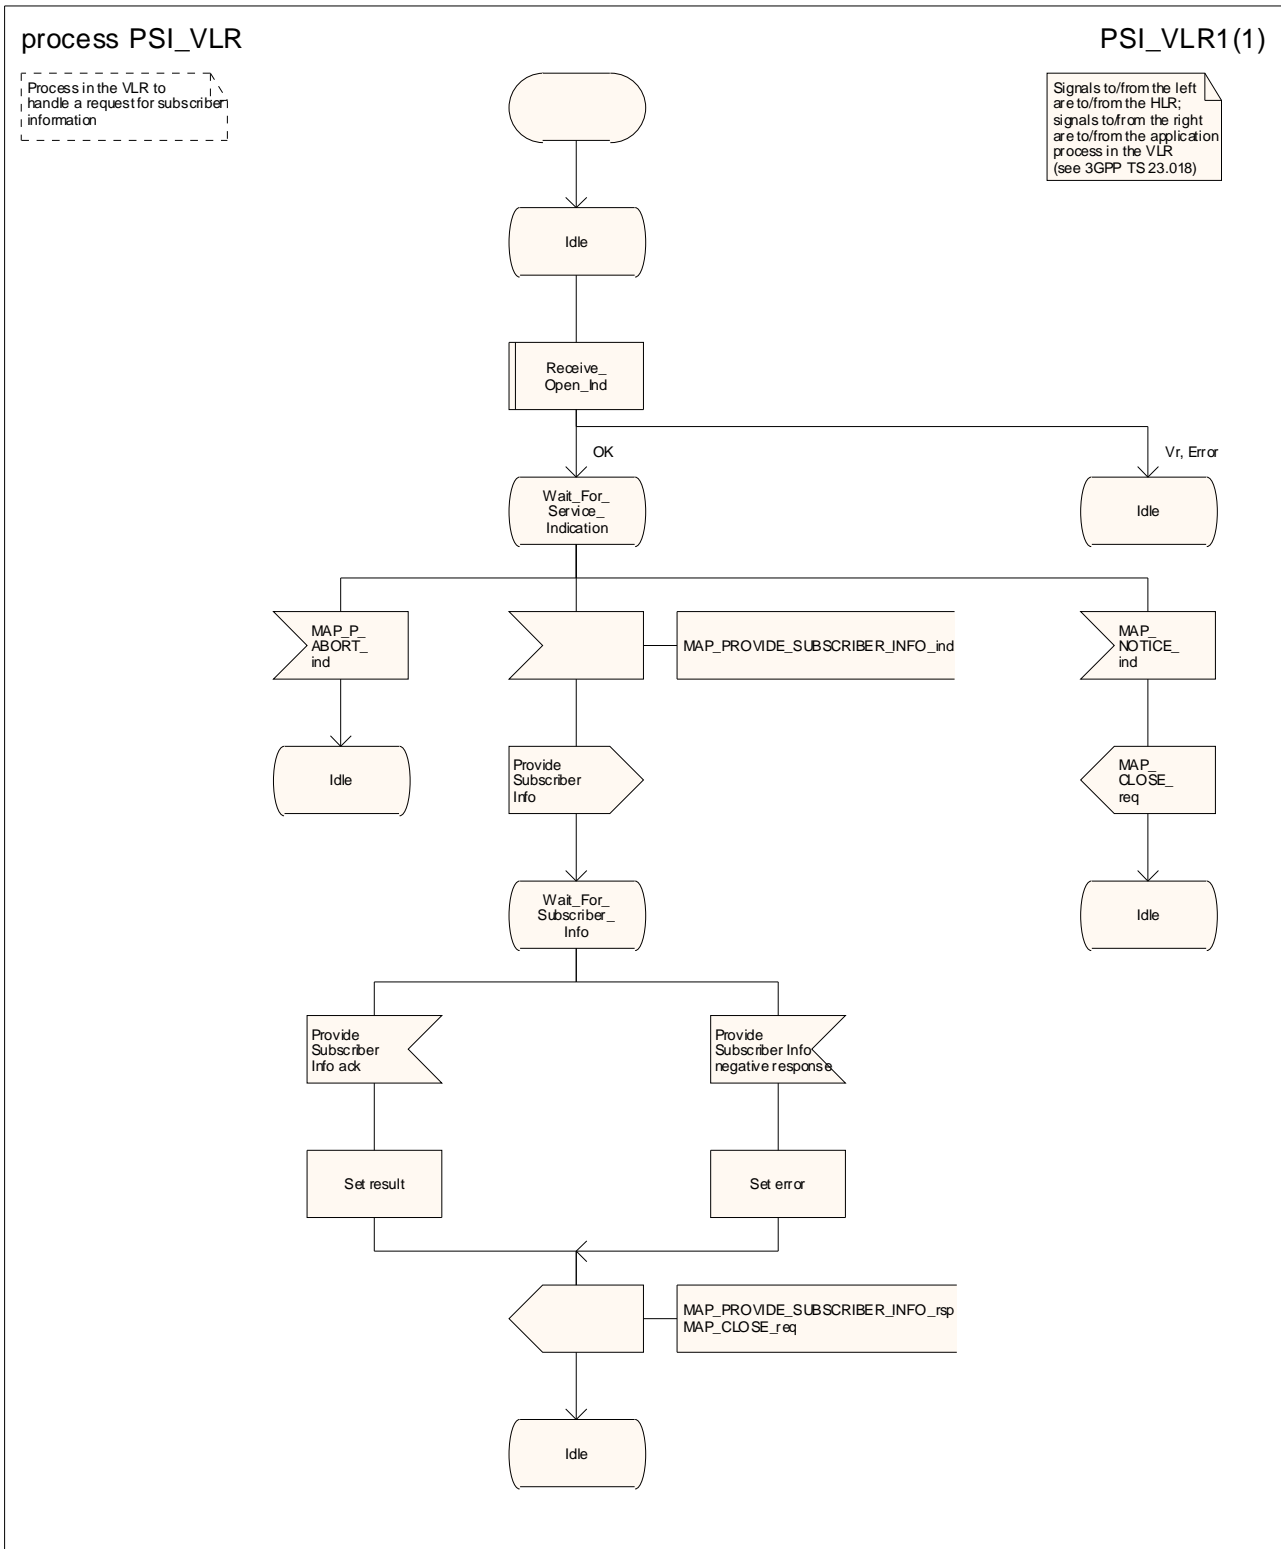 process PSI_VLR
PSI_VLR1(1)
Process in the VLR to
handle a request for subscriber
information
Signals to/from the left
are to/from the HLR;
signals to/from the right
are to/from the application
process in the VLR
(see 3GPP TS 23.018)
Idle
Receive_
Open_Ind
OK
Vr, Error
Wait_For_
Service_
Indication
Idle
MAP_P_
ABORT_
ind
MAP_PROVIDE_SUBSCRIBER_INFO_ind
MAP_
NOTICE_
ind
Idle
Provide
Subscriber
Info
MAP_
CLOSE_
req
Wait_For_
Subscriber_
Info
Idle
Provide
Subscriber
Info ack
Provide
Subscriber Info
negative response
Set result
Set error
MAP_PROVIDE_SUBSCRIBER_INFO_rsp
MAP_CLOSE_req
Idle